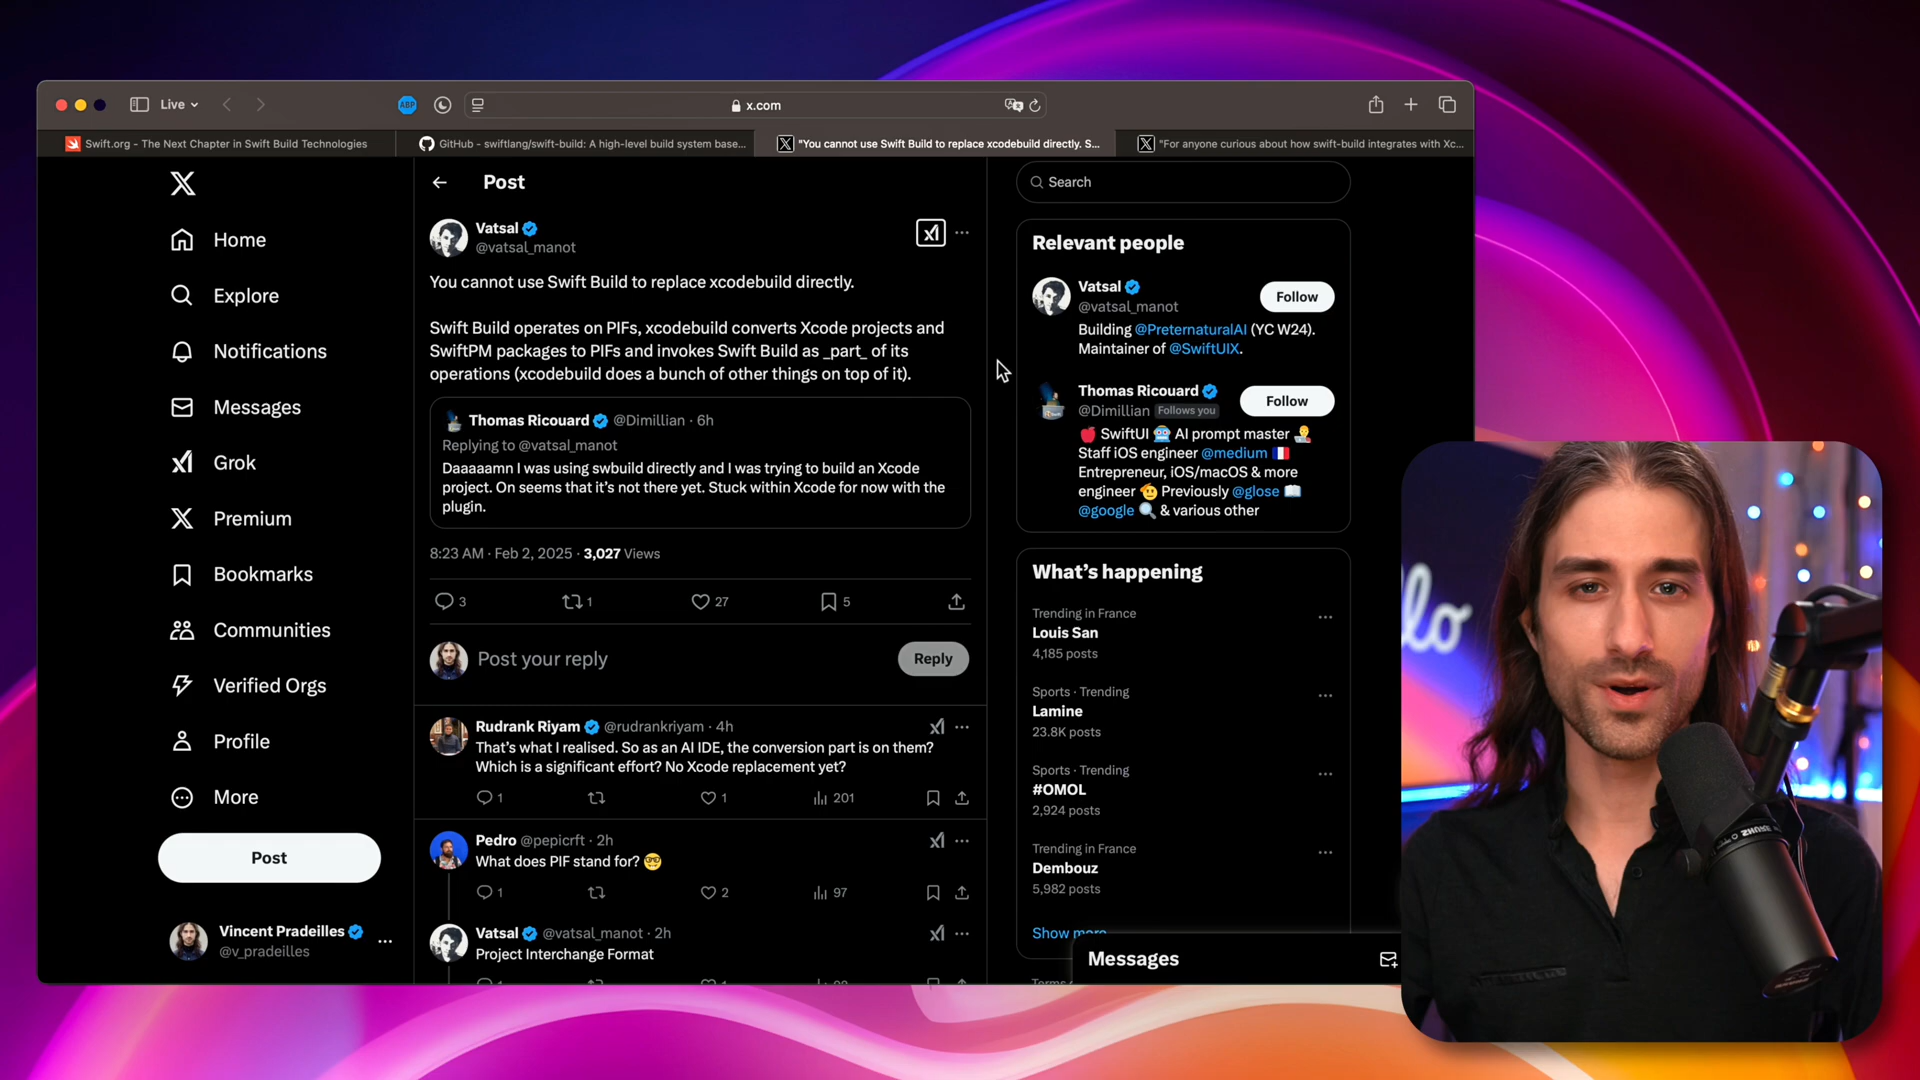 Live
ABP
x.com
Swift.org - The Next Chapter in Swift Build Technologies
GitHub - swiftlang/swift-build: A high-level build system base...
"You cannot use Swift Build to replace xcodebuild directly. S...
"For anyone curious about how swift-build integrates with Xc...
Home
Explore
Notifications
Messages
Grok
Premium
Bookmarks
Communities
Verified Orgs
Profile
More
Post
Vincent Pradeilles
@v_pradeilles
Post
Vatsal
@vatsal_manot
You cannot use Swift Build to replace xcodebuild directly.
Swift Build operates on PIFs, xcodebuild converts Xcode projects and
SwiftPM packages to PIFs and invokes Swift Build as _part_ of its
operations (xcodebuild does a bunch of other things on top of it).
Thomas Ricouard @Dimillian · 6h
Replying to @vatsal_manot
Daaaaamn I was using swbuild directly and I was trying to build an Xcode
project. On seems that it's not there yet. Stuck within Xcode for now with the
plugin.
8:23 AM · Feb 2, 2025 · 3,027 Views
3 1 27 5
Post your reply
Reply
Rudrank Riyam @rudrankriyam · 4h
That's what I realised. So as an AI IDE, the conversion part is on them?
Which is a significant effort? No Xcode replacement yet?
1 1 201
Pedro @pepicrft · 2h
What does PIF stand for? 🤓
1 2 97
Vatsal @vatsal_manot · 2h
Project Interchange Format
Search
Relevant people
Vatsal
@vatsal_manot
Follow
Building @PreternaturalAI (YC W24).
Maintainer of @SwiftUIX.
Thomas Ricouard
@Dimillian Follows you
Follow
🍎 SwiftUI 🤖 AI prompt master 👨‍🎨
Staff iOS engineer @medium 🇫🇷
Entrepreneur, iOS/macOS & more
engineer 🫡 Previously @glose 📖
@google 🔍 & various other
What's happening
Trending in France
Louis San
4,185 posts
Sports · Trending
Lamine
23.8K posts
Sports · Trending
#OMOL
2,924 posts
Trending in France
Dembouz
5,982 posts
Show more
Messages
lo